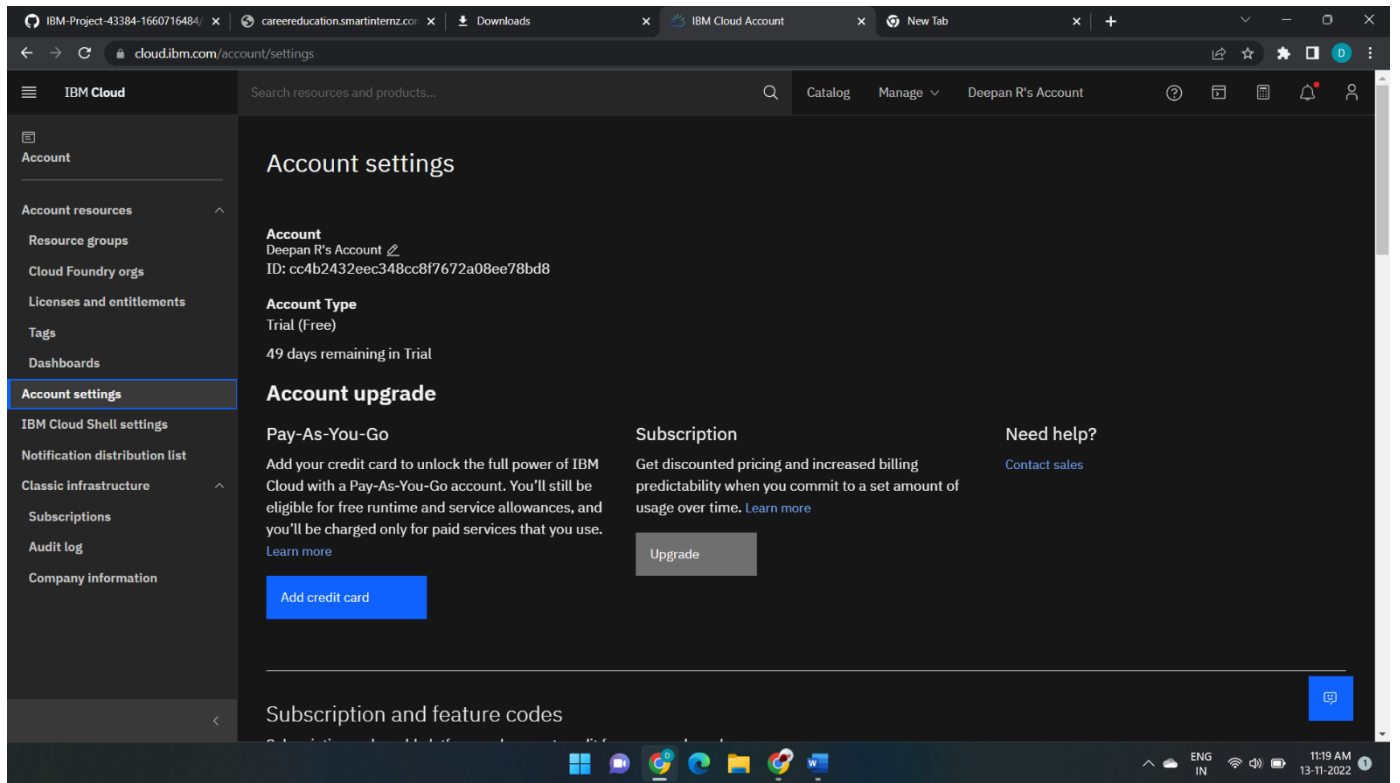 IBM-Project-43384-1660716484/
careereducation.smartinternz.con
Downloads
IBM Cloud Account
New Tab
cloud.ibm.com/account/settings
D
IBM Cloud
Search resources and products...
Catalog
Manage
Deepan R's Account
Account
Account resources
Resource groups
Cloud Foundry orgs
Licenses and entitlements
Tags
Dashboards
Account settings
IBM Cloud Shell settings
Notification distribution list
Classic infrastructure
Subscriptions
Audit log
Company information
Account settings
Account
Deepan R's Account
ID: cc4b2432eec348cc8f7672a08ee78bd8
Account Type
Trial (Free)
49 days remaining in Trial
Account upgrade
Pay-As-You-Go
Add your credit card to unlock the full power of IBM
Cloud with a Pay-As-You-Go account. You'll still be
eligible for free runtime and service allowances, and
you'll be charged only for paid services that you use.
Learn more
Add credit card
Subscription
Get discounted pricing and increased billing
predictability when you commit to a set amount of
usage over time. Learn more
Upgrade
Need help?
Contact sales
Subscription and feature codes
ENG
IN
11:19 AM
13-11-2022
1